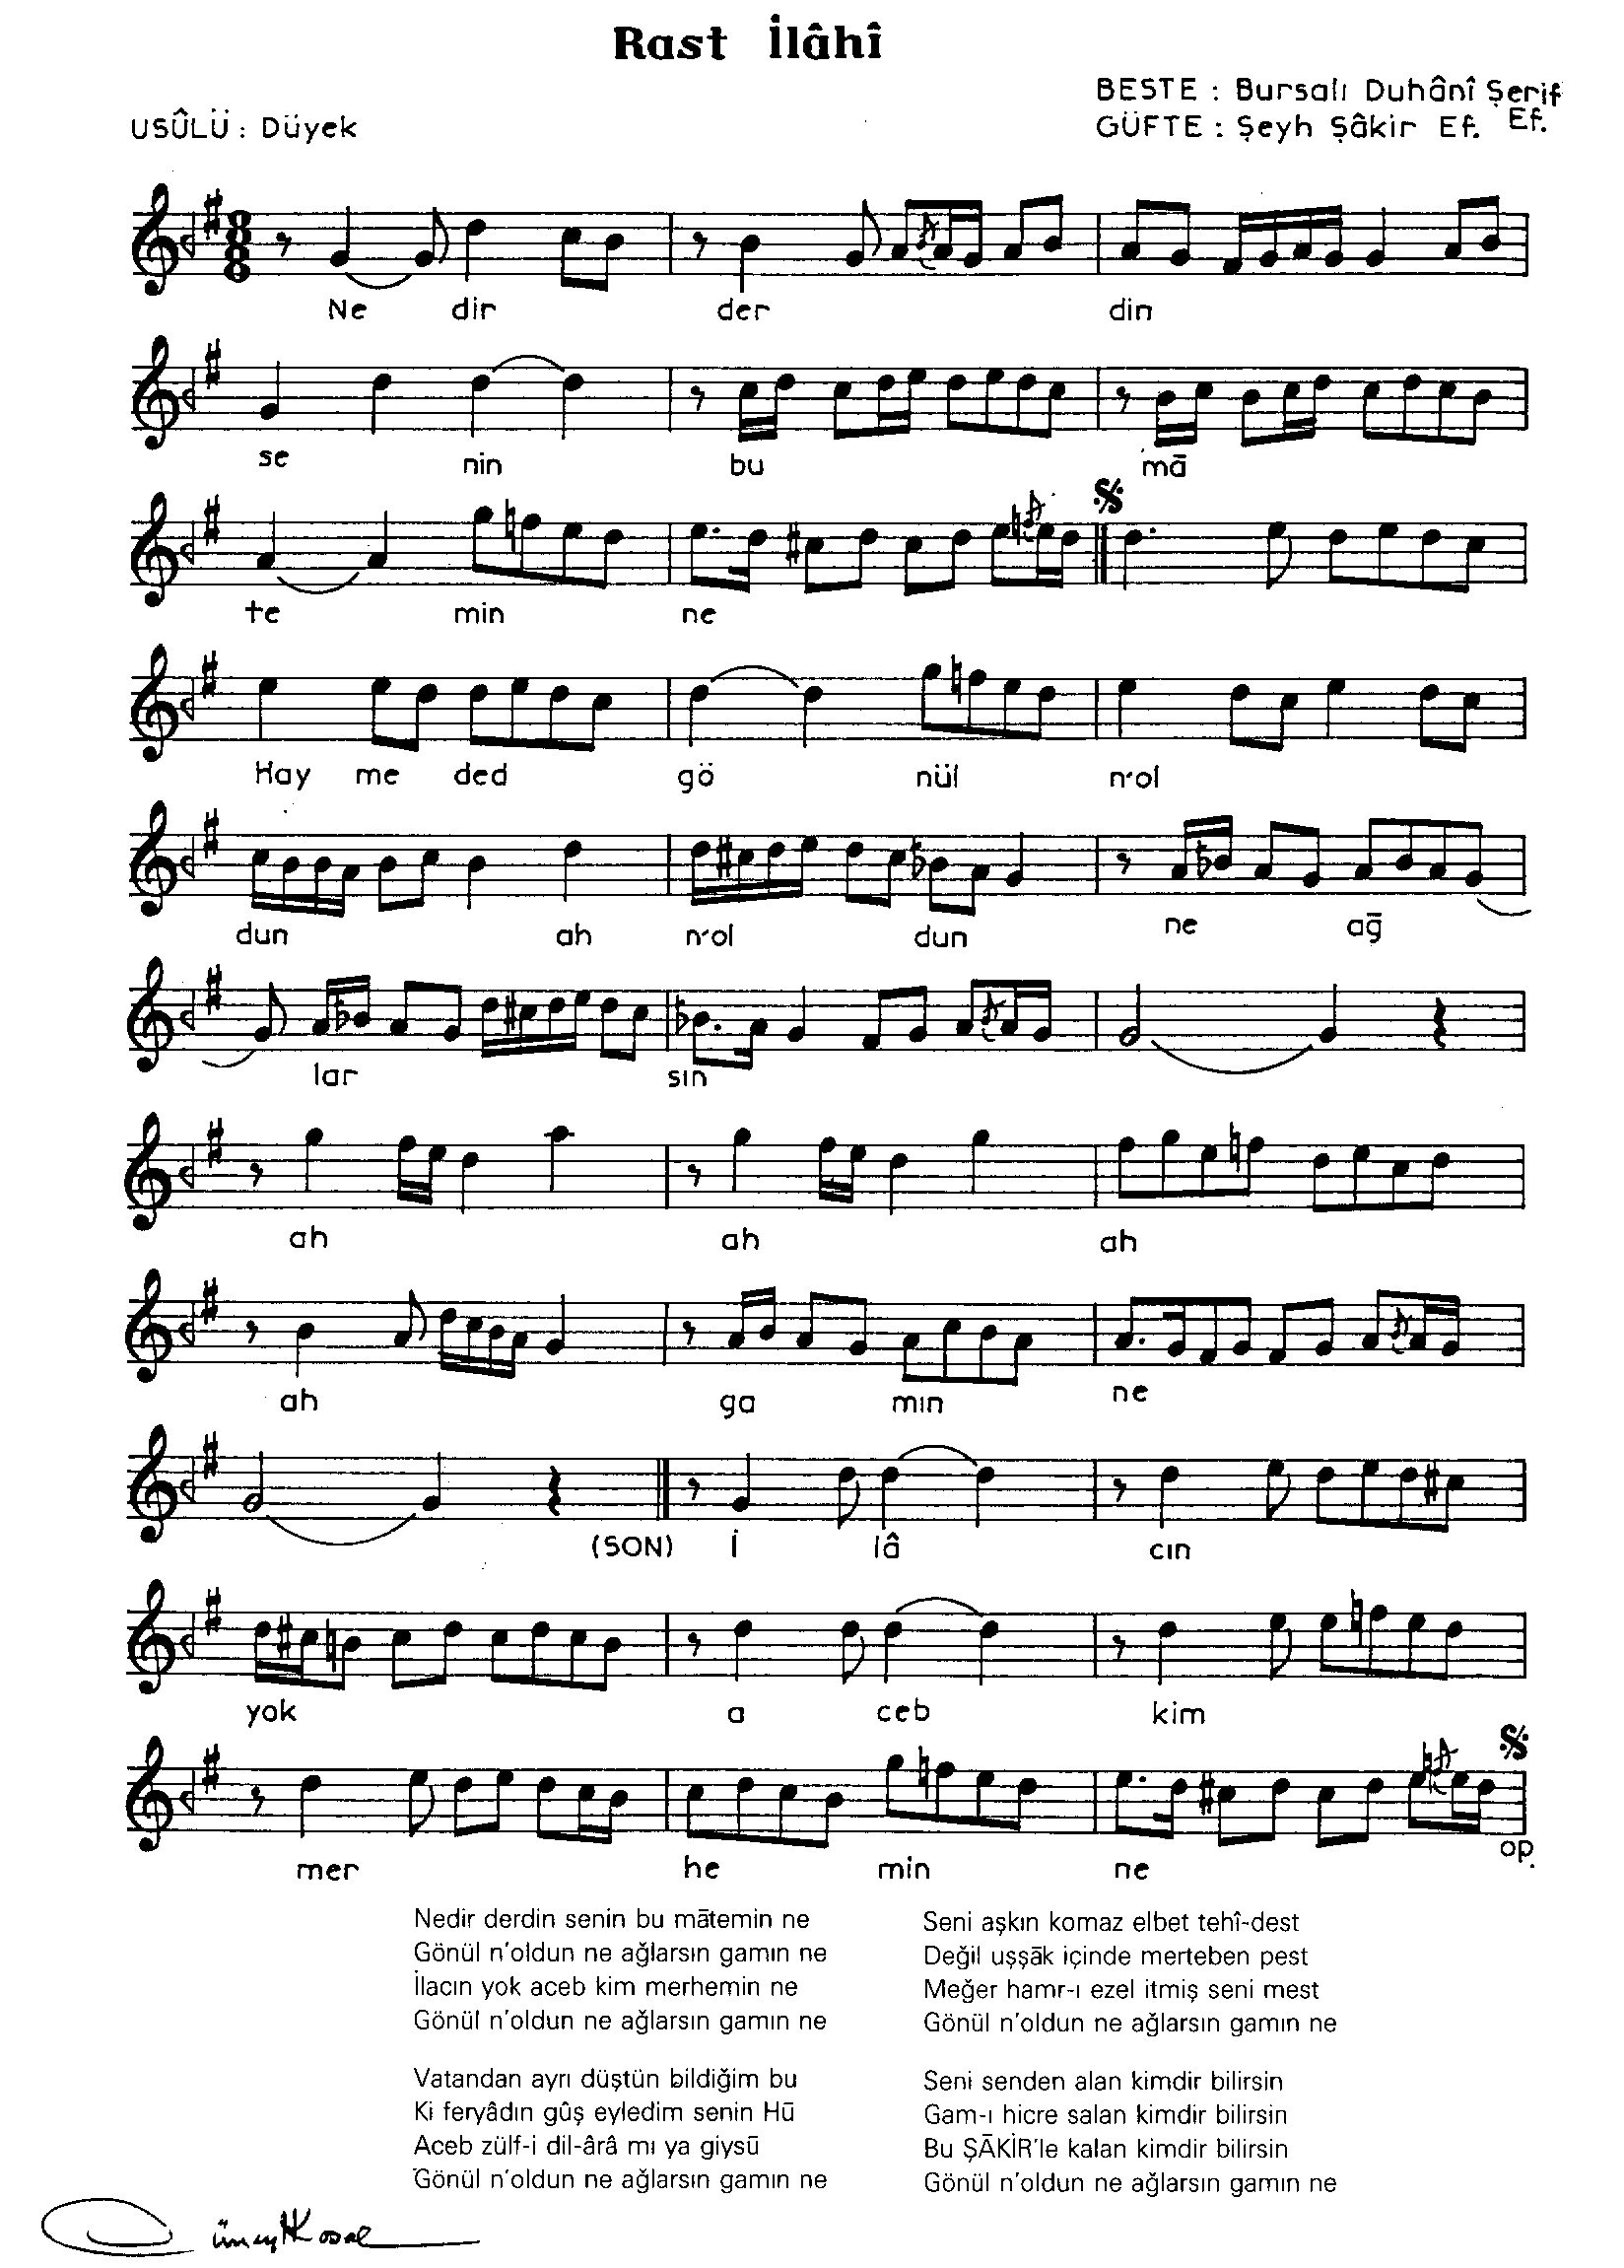 Rast İlâhî
BESTE : Bursalı Duhânî Şerif Ef.
USÛLÜ : Düyek
GÜFTE : Şeyh Şâkir Ef.
Ne dir der din
se nin bu mā
te min ne
Hay me ded gö nül n'ol
dun ah n'ol dun ne ağ̄
lar sın
ah ah ah
ah ga mın ne
(SON) İ lâ cın
yok a ceb kim
mer he min ne op.
Nedir derdin senin bu mātemin ne
Gönül n'oldun ne ağlarsın gamın ne
İlacın yok aceb kim merhemin ne
Gönül n'oldun ne ağlarsın gamın ne
Vatandan ayrı düştün bildiğim bu
Ki feryâdın gûş eyledim senin Hū
Aceb zülf-i dil-ârâ mı ya giysū
Gönül n'oldun ne ağlarsın gamın ne
Seni aşkın komaz elbet tehî-dest
Değil uşşāk içinde merteben pest
Meğer hamr-ı ezel itmiş seni mest
Gönül n'oldun ne ağlarsın gamın ne
Seni senden alan kimdir bilirsin
Gam-ı hicre salan kimdir bilirsin
Bu ŞĀKİR'le kalan kimdir bilirsin
Gönül n'oldun ne ağlarsın gamın ne